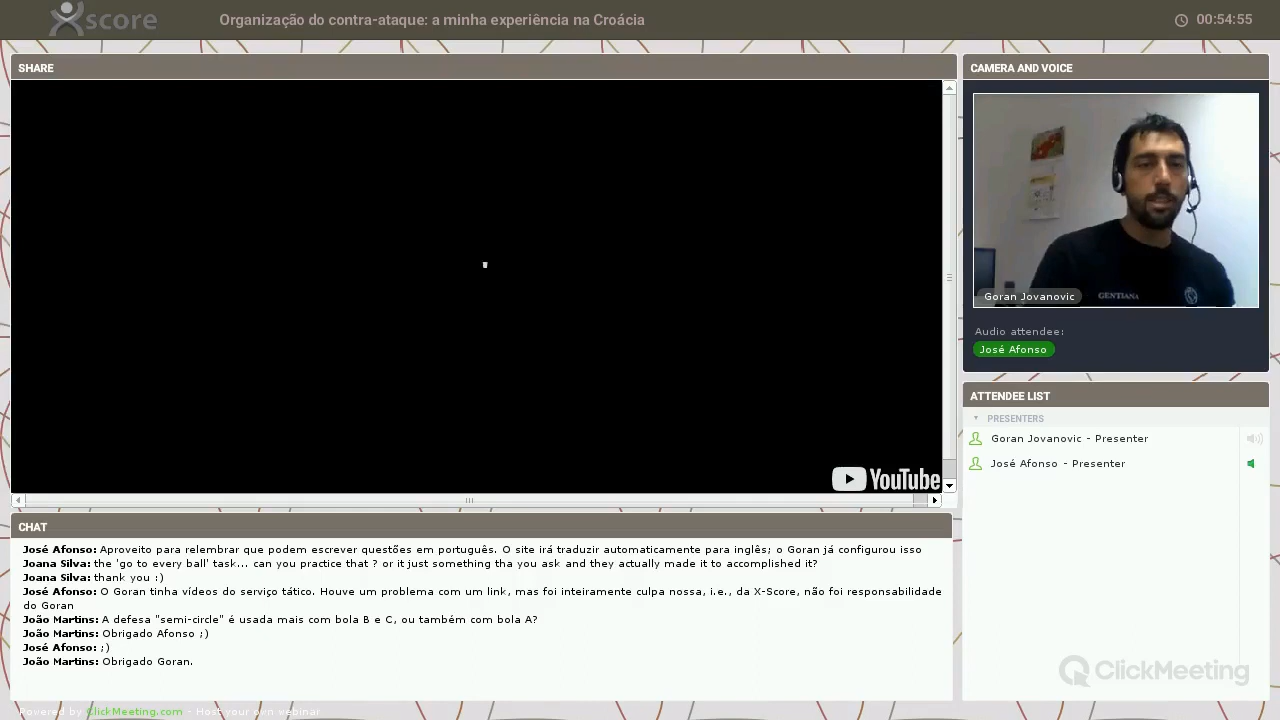 score
Organização do contra-ataque: a minha experiência na Croácia
00:54:55
SHARE
CAMERA AND VOICE
GENTIANA
Goran Jovanovic
Audio attendee:
José Afonso
YouTube
ATTENDEE LIST
PRESENTERS
Goran Jovanovic - Presenter
José Afonso - Presenter
CHAT
José Afonso: Aproveito para relembrar que podem escrever questões em português. O site irá traduzir automaticamente para inglês; o Goran já configurou isso
Joana Silva: the 'go to every ball' task... can you practice that ? or it just something tha you ask and they actually made it to accomplished it?
Joana Silva: thank you :)
José Afonso: O Goran tinha vídeos do serviço tático. Houve um problema com um link, mas foi inteiramente culpa nossa, i.e., da X-Score, não foi responsabilidade
do Goran
João Martins: A defesa "semi-circle" é usada mais com bola B e C, ou também com bola A?
João Martins: Obrigado Afonso ;)
José Afonso: ;)
João Martins: Obrigado Goran.
ClickMeeting
Powered by ClickMeeting.com - Host your own webinar